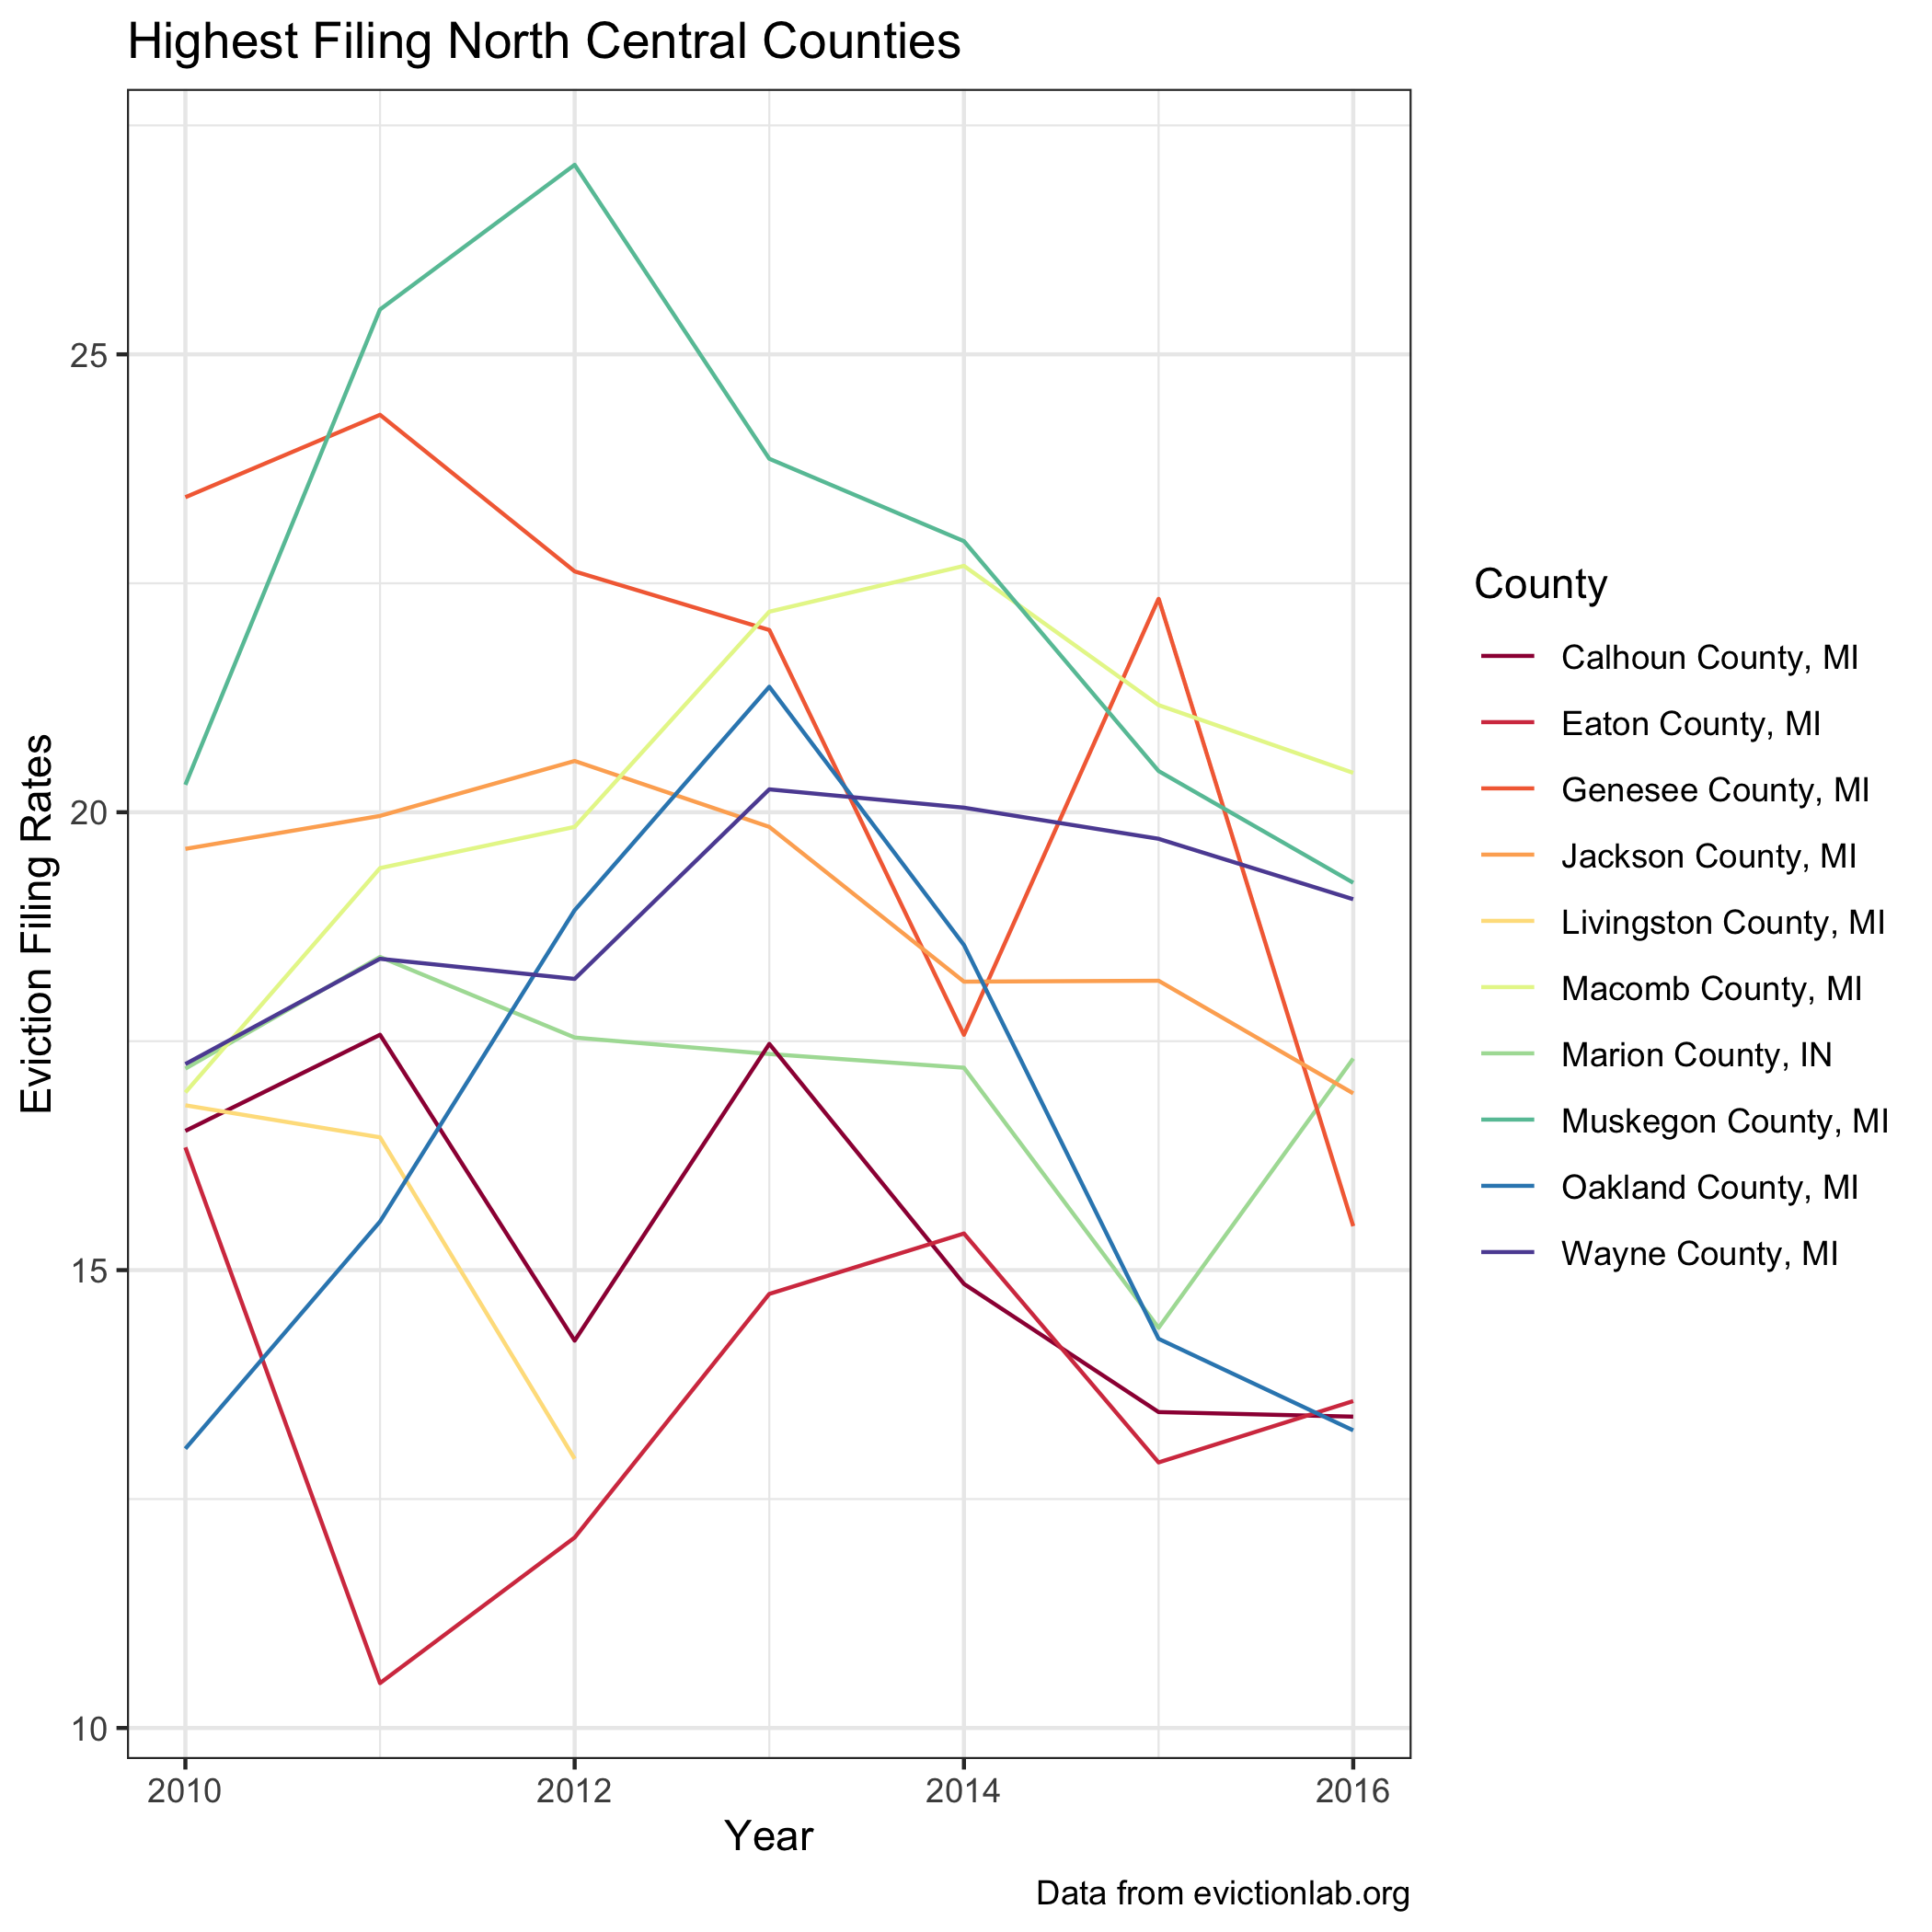 Highest Filing North Central Counties
Eviction Filing Rates
25
20
15
10
2010 2012 2014 2016
Year
County
Calhoun County, MI
Eaton County, MI
Genesee County, MI
Jackson County, MI
Livingston County, MI
Macomb County, MI
Marion County, IN
Muskegon County, MI
Oakland County, MI
Wayne County, MI
Data from evictionlab.org